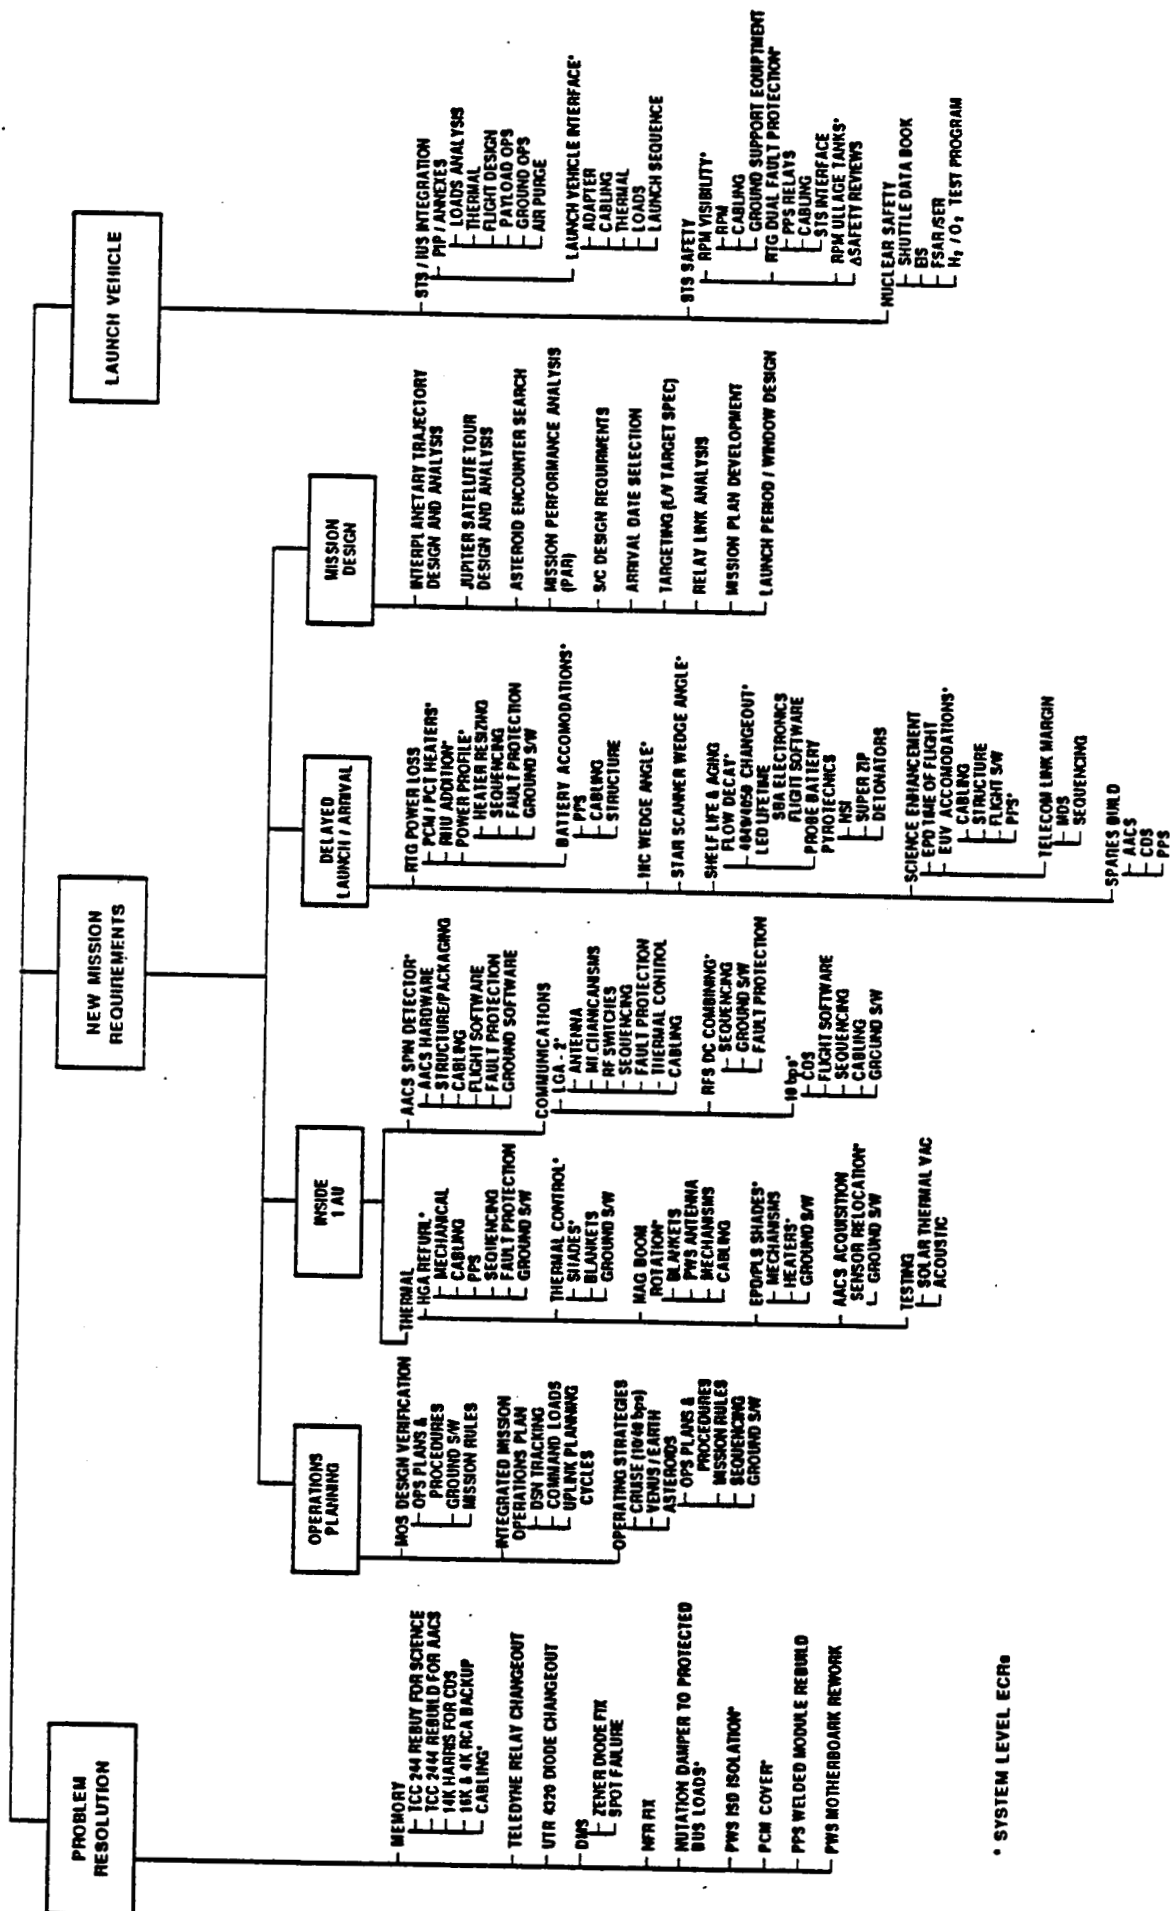 PROBLEM
RESOLUTION
MEMORY
TCC 244 REBUY FOR SCIENCE
TCC 2444 REBUILD FOR AACS
14K HARRIS FOR CDS
16K & 4K RCA BACKUP
CABLING*
TELEDYNE RELAY CHANGEOUT
UTR 4320 DIODE CHANGEOUT
DMS
ZENER DIODE FIX
SPOT FAILURE
NFR FIX
NUTATION DAMPER TO PROTECTED
BUS LOADS*
PWS ISO ISOLATION*
PCM COVER*
PPS WELDED MODULE REBUILD
PWS MOTHERBOARK REWORK
NEW MISSION
REQUIREMENTS
OPERATIONS
PLANNING
MOS DESIGN VERIFICATION
OPS PLANS &
PROCEDURES
GROUND S/W
MISSION RULES
INTEGRATED MISSION
OPERATIONS PLAN
DSN TRACKING
COMMAND LOADS
UPLINK PLANNING
CYCLES
OPERATING STRATEGIES
CRUISE (10/40 bps)
VENUS / EARTH
ASTEROIDS
OPS PLANS &
PROCEDURES
MISSION RULES
SEQUENCING
GROUND S/W
INSIDE
1 AU
THERMAL
HGA REFURL*
MECHANICAL
CABLING
PPS
SEQUENCING
FAULT PROTECTION
GROUND S/W
THERMAL CONTROL*
SHADES*
BLANKETS
GROUND S/W
MAG BOOM
ROTATION*
BLANKETS
PWS ANTENNA
MECHANISMS
CABLING
EPD/PLS SHADES*
MECHANISMS
HEATERS*
GROUND S/W
AACS ACQUISITION
SENSOR RELOCATION*
GROUND S/W
TESTING
SOLAR THERMAL VAC
ACOUSTIC
AACS SPIN DETECTOR*
AACS HARDWARE
STRUCTURE/PACKAGING
CABLING
FLIGHT SOFTWARE
FAULT PROTECTION
GROUND SOFTWARE
COMMUNICATIONS
LGA - 2*
ANTENNA
MECHANICANISMS
RF SWITCHES
SEQUENCING
FAULT PROTECTION
THERMAL CONTROL
CABLING
RFS DC COMBINING*
SEQUENCING
GROUND S/W
FAULT PROTECTION
10 bps*
CDS
FLIGHT SOFTWARE
SEQUENCING
CABLING
GROUND S/W
DELAYED
LAUNCH / ARRIVAL
RTG POWER LOSS
PCM / PCT HEATERS*
RHU ADDITION*
POWER PROFILE*
HEATER RESIZING
SEQUENCING
FAULT PROTECTION
GROUND S/W
BATTERY ACCOMODATIONS*
PPS
CABLING
STRUCTURE
HRC WEDGE ANGLE*
STAR SCANNER WEDGE ANGLE*
SHELF LIFE & AGING
FLOW DECAY*
4049/4050 CHANGEOUT*
LED LIFETIME
SBA ELECTRONICS
FLIGHT SOFTWARE
PROBE BATTERY
PYROTECNICS
NSI
SUPER ZIP
DETONATORS
SCIENCE ENHANCEMENT
EPD TIME OF FLIGHT
EUV ACCOMODATIONS*
CABLING
STRUCTURE
FLIGHT S/W
PPS*
TELECOM LINK MARGIN
MDS
SEQUENCING
SPARES BUILD
AACS
CDS
PPS
MISSION
DESIGN
INTERPLANETARY TRAJECTORY
DESIGN AND ANALYSIS
JUPITER SATELLITE TOUR
DESIGN AND ANALYSIS
ASTEROID ENCOUNTER SEARCH
MISSION PERFORMANCE ANALYSIS
(PAR)
S/C DESIGN REQUIRMENTS
ARRIVAL DATE SELECTION
TARGETING (L/V TARGET SPEC)
RELAY LINK ANALYSIS
MISSION PLAN DEVELOPMENT
LAUNCH PERIOD / WINDOW DESIGN
LAUNCH VEHICLE
STS / IUS INTEGRATION
PIP / ANNEXES
LOADS ANALYSIS
THERMAL
FLIGHT DESIGN
PAYLOAD OPS
GROUND OPS
AIR PURGE
LAUNCH VEHICLE INTERFACE*
ADAPTER
CABLING
THERMAL
LOADS
LAUNCH SEQUENCE
STS SAFETY
RPM VISIBILITY*
RPM
CABLING
GROUND SUPPORT EQUIPTMENT
RTG DUAL FAULT PROTECTION*
PPS RELAYS
CABLING
STS INTERFACE
RPM ULLAGE TANKS*
ΔSAFETY REVIEWS
NUCLEAR SAFETY
SHUTTLE DATA BOOK
EIS
FSAR/SER
H₂ / O₂ TEST PROGRAM
* SYSTEM LEVEL ECRs